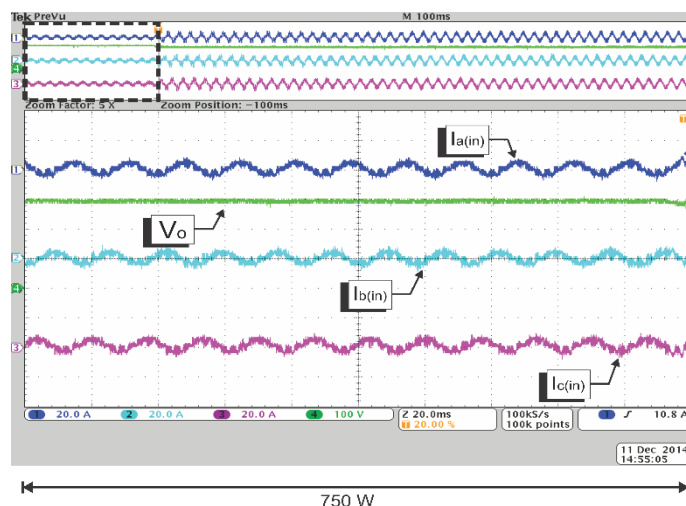 Tek PreVu M 100ms
1
2
4
3
Zoom Factor: 5 X Zoom Position: -100ms
T
Ia(in)
1
Vo
2
Ib(in)
4
3
Ic(in)
1 20.0 A 2 20.0 A 3 20.0 A 4 100 V Z 20.0ms 100kS/s 1 10.8 A
T 20.00 % 100k points
11 Dec 2014
14:55:05
750 W